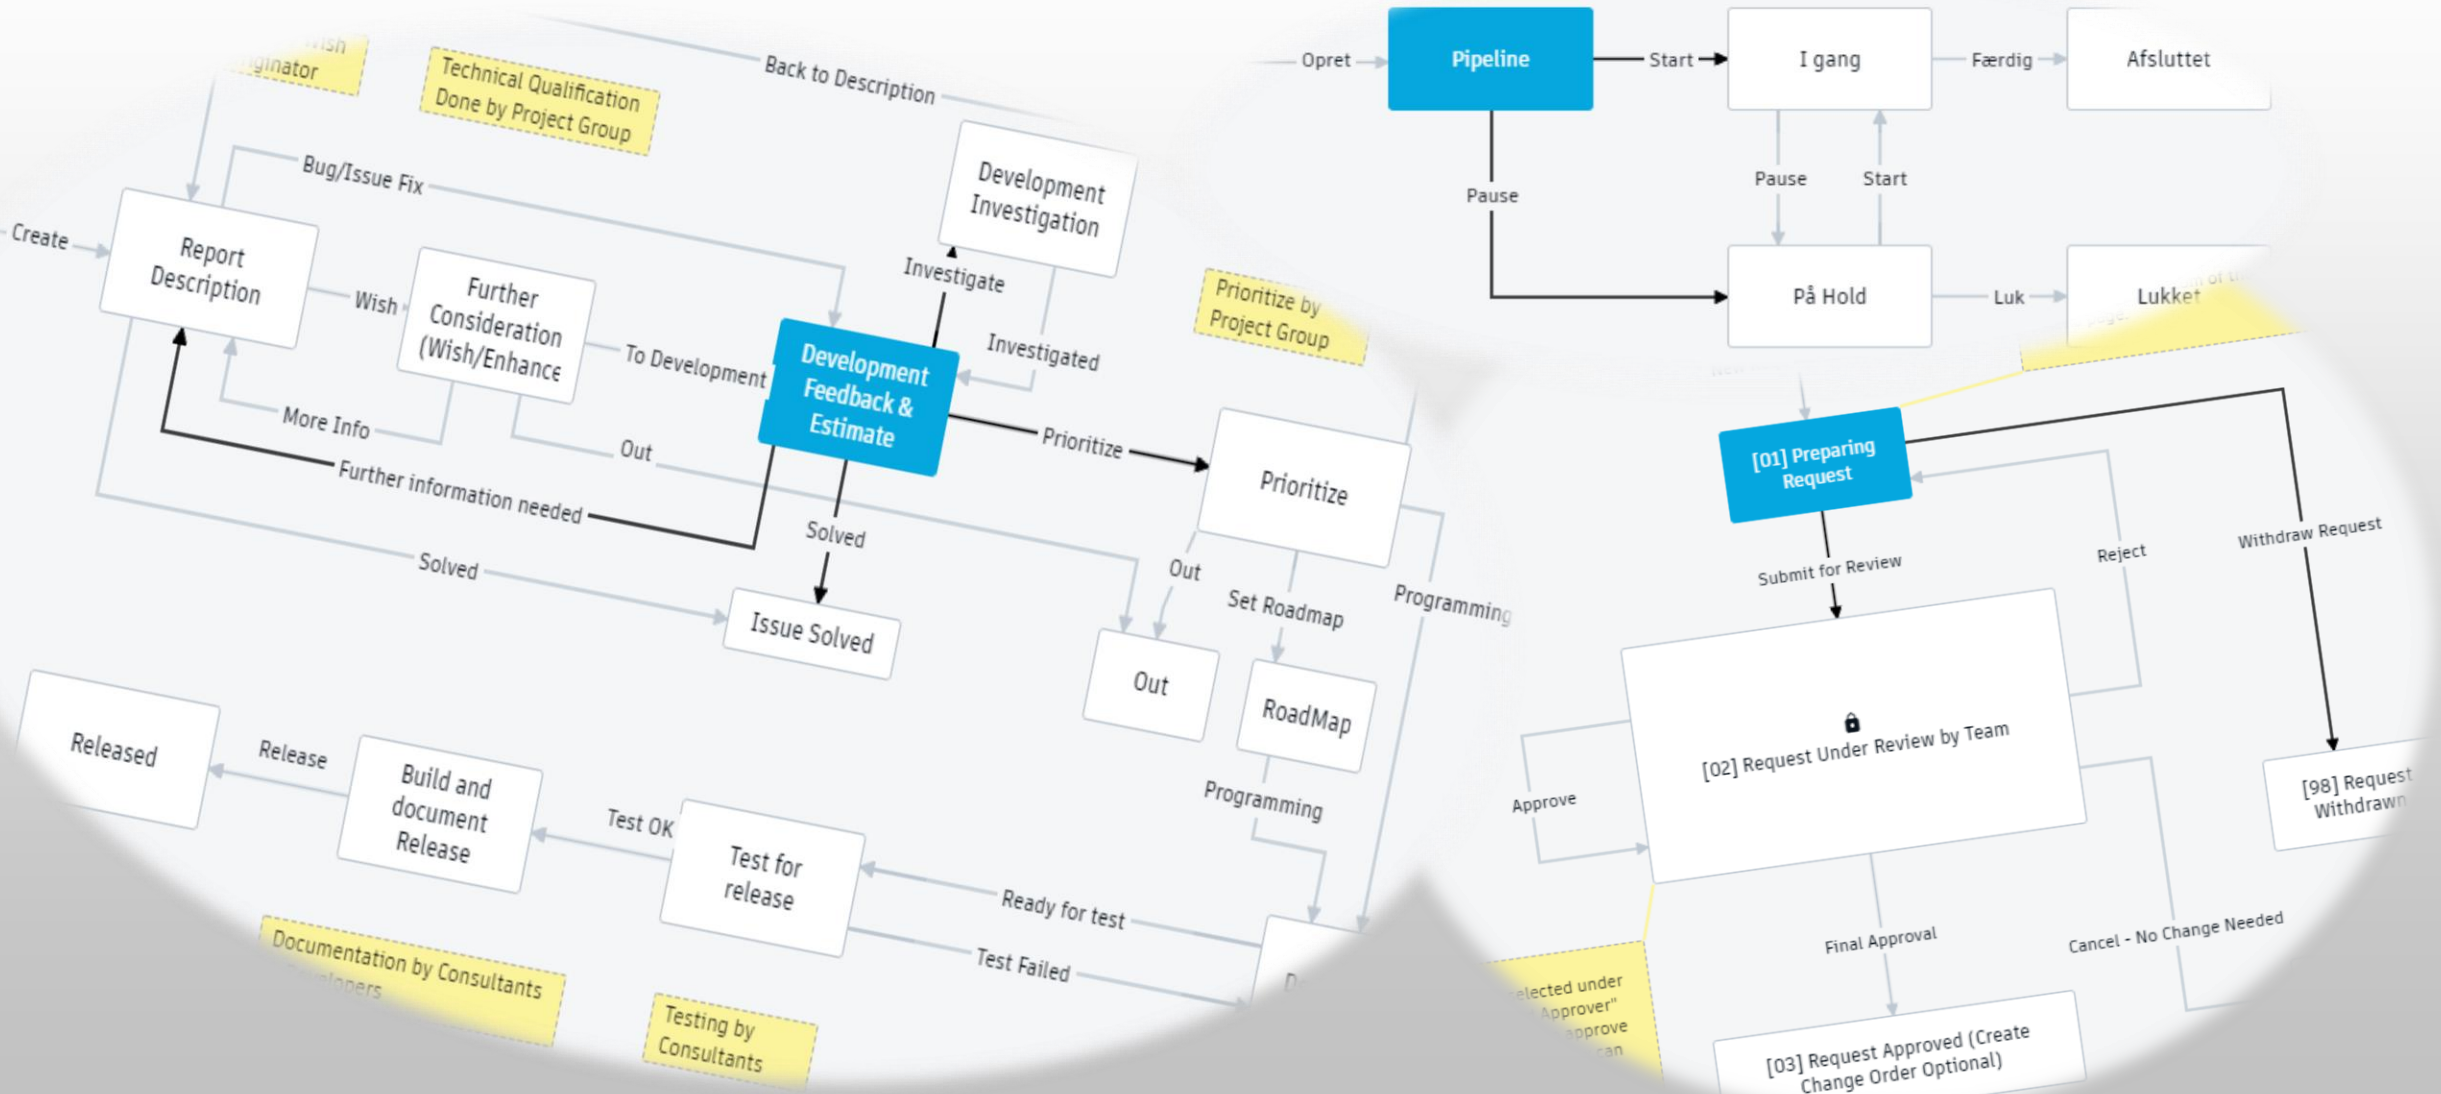 Technical Qualification
Done by Project Group
Back to Description
Bug/Issue Fix
Development
Investigation
Create
Report
Description
Wish
Further
Consideration
(Wish/Enhance
To Development
Investigate
Investigated
Development
Feedback &
Estimate
Prioritize by
Project Group
Prioritize
Prioritize
More Info
Further information needed
Out
Solved
Solved
Issue Solved
Out
Set Roadmap
Programming
Out
RoadMap
Programming
Released
Release
Build and
document
Release
Test OK
Test for
release
Ready for test
Test Failed
Documentation by Consultants
Testing by
Consultants
Opret
Pipeline
Start
I gang
Færdig
Afsluttet
Pause
Pause
Start
På Hold
Luk
Lukket
[01] Preparing
Request
Submit for Review
Reject
Withdraw Request
[02] Request Under Review by Team
Approve
[98] Request
Withdrawn
Final Approval
Cancel - No Change Needed
selected under
Approver"
approve
can
[03] Request Approved (Create
Change Order Optional)